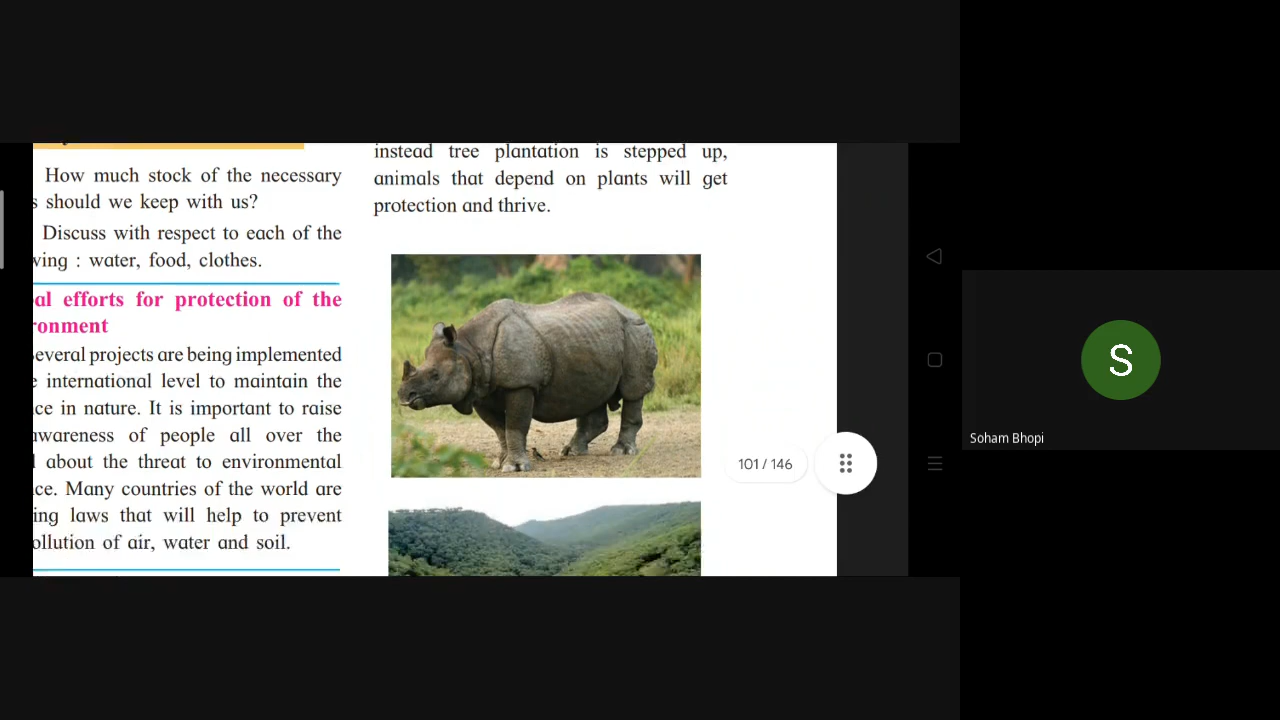 How much stock of the necessary
s should we keep with us?
Discuss with respect to each of the
wing : water, food, clothes.
al efforts for protection of the
ronment
Several projects are being implemented
e international level to maintain the
ce in nature. It is important to raise
awareness of people all over the
about the threat to environmental
ce. Many countries of the world are
ing laws that will help to prevent
ollution of air, water and soil.
instead tree plantation is stepped up,
animals that depend on plants will get
protection and thrive.
101 / 146
S
Soham Bhopi